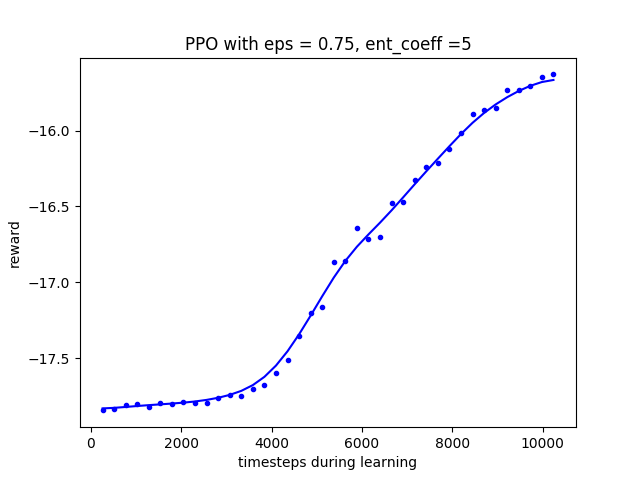 PPO with eps = 0.75, ent_coeff =5
−16.0
−16.5
−17.0
−17.5
reward
0 2000 4000 6000 8000 10000
timesteps during learning